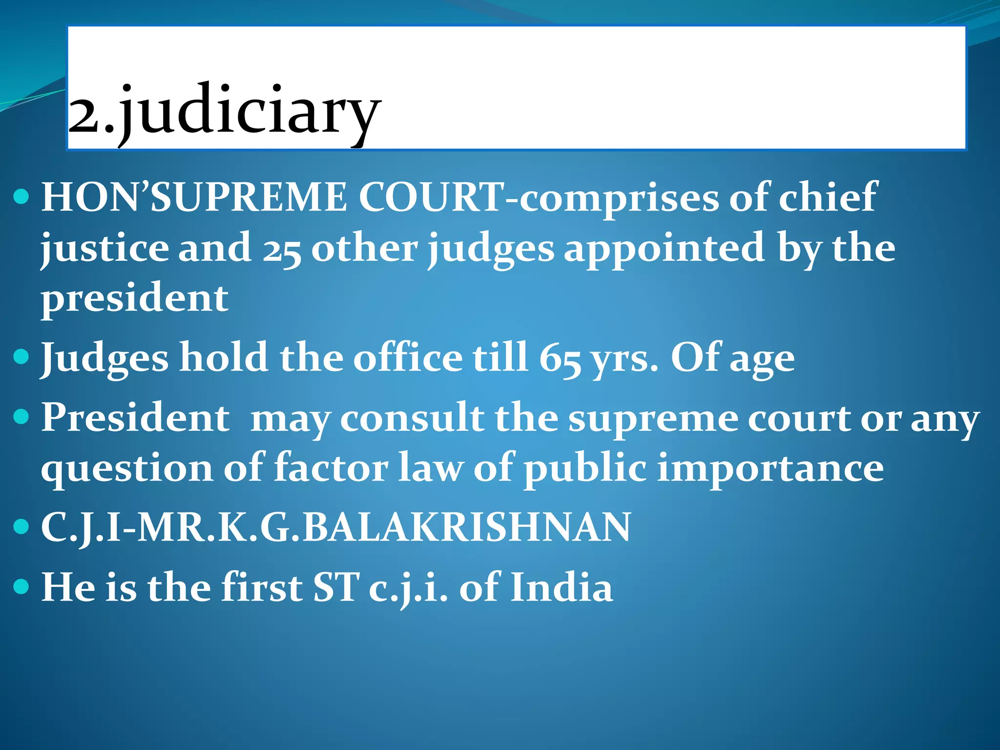 2.judiciary
HON’SUPREME COURT-comprises of chief
justice and 25 other judges appointed by the
president
Judges hold the office till 65 yrs. Of age
President  may consult the supreme court or any
question of factor law of public importance
C.J.I-MR.K.G.BALAKRISHNAN
He is the first ST c.j.i. of India